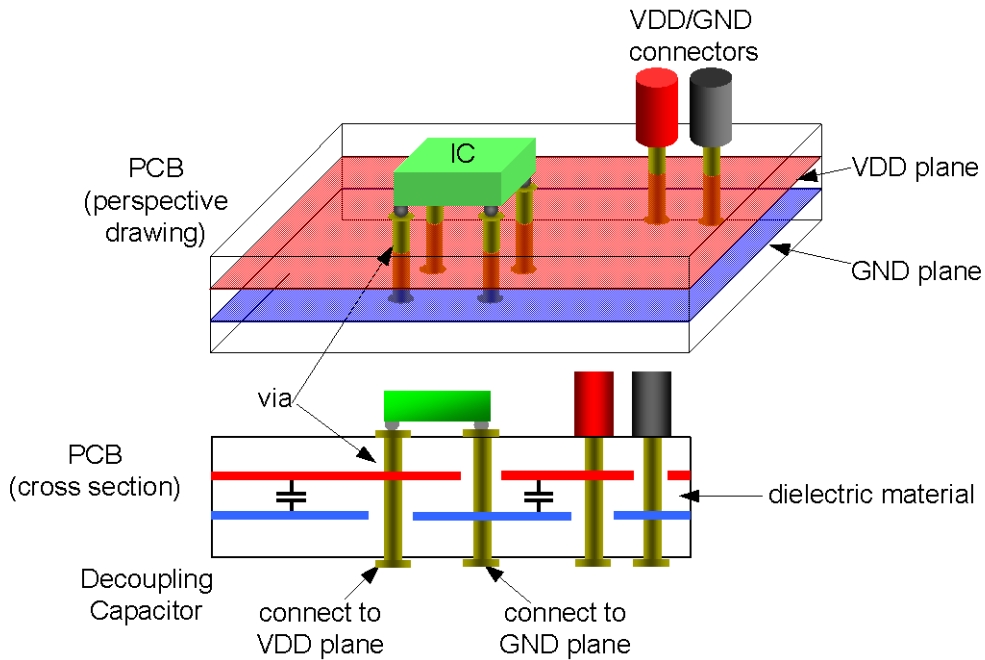 VDD/GND
connectors
IC
PCB
(perspective
drawing)
VDD plane
GND plane
via
PCB
(cross section)
dielectric material
Decoupling
Capacitor
connect to
VDD plane
connect to
GND plane